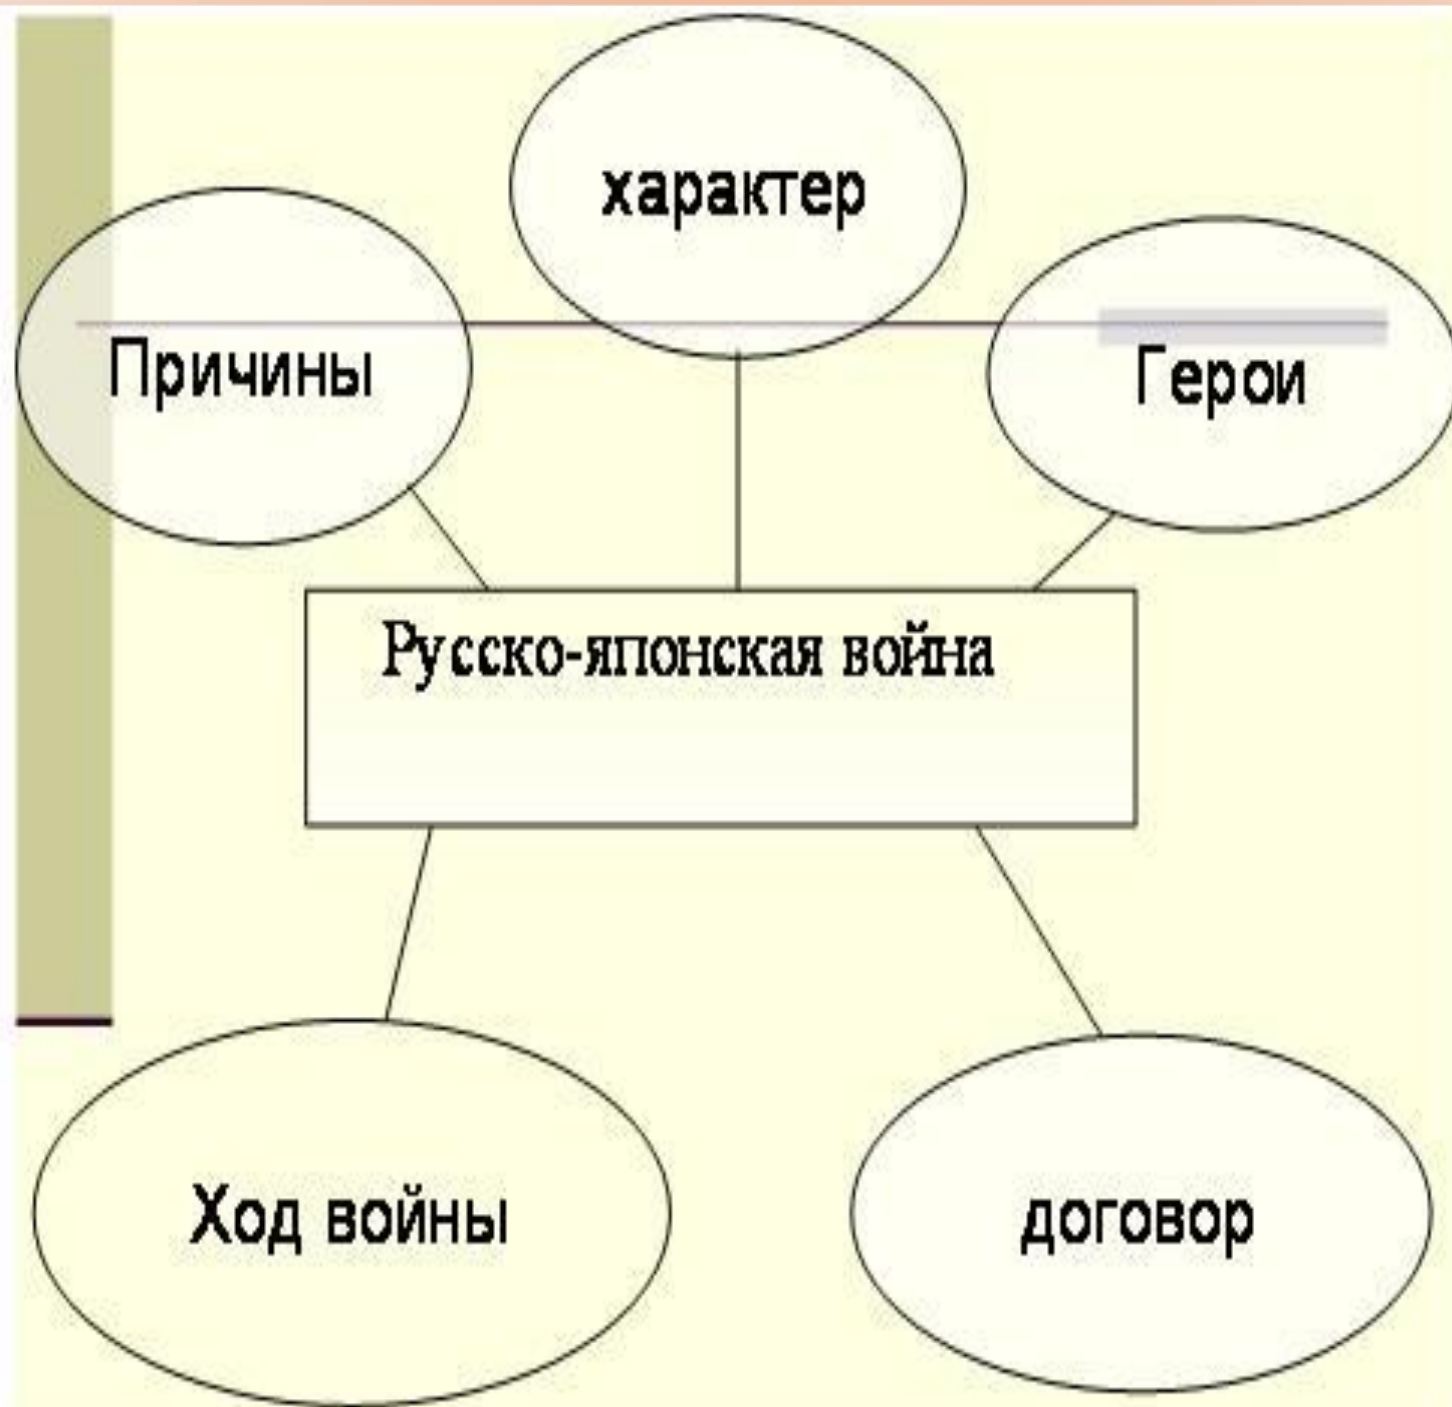 характер
Причины
Герои
Русско-японская война
Ход войны
договор